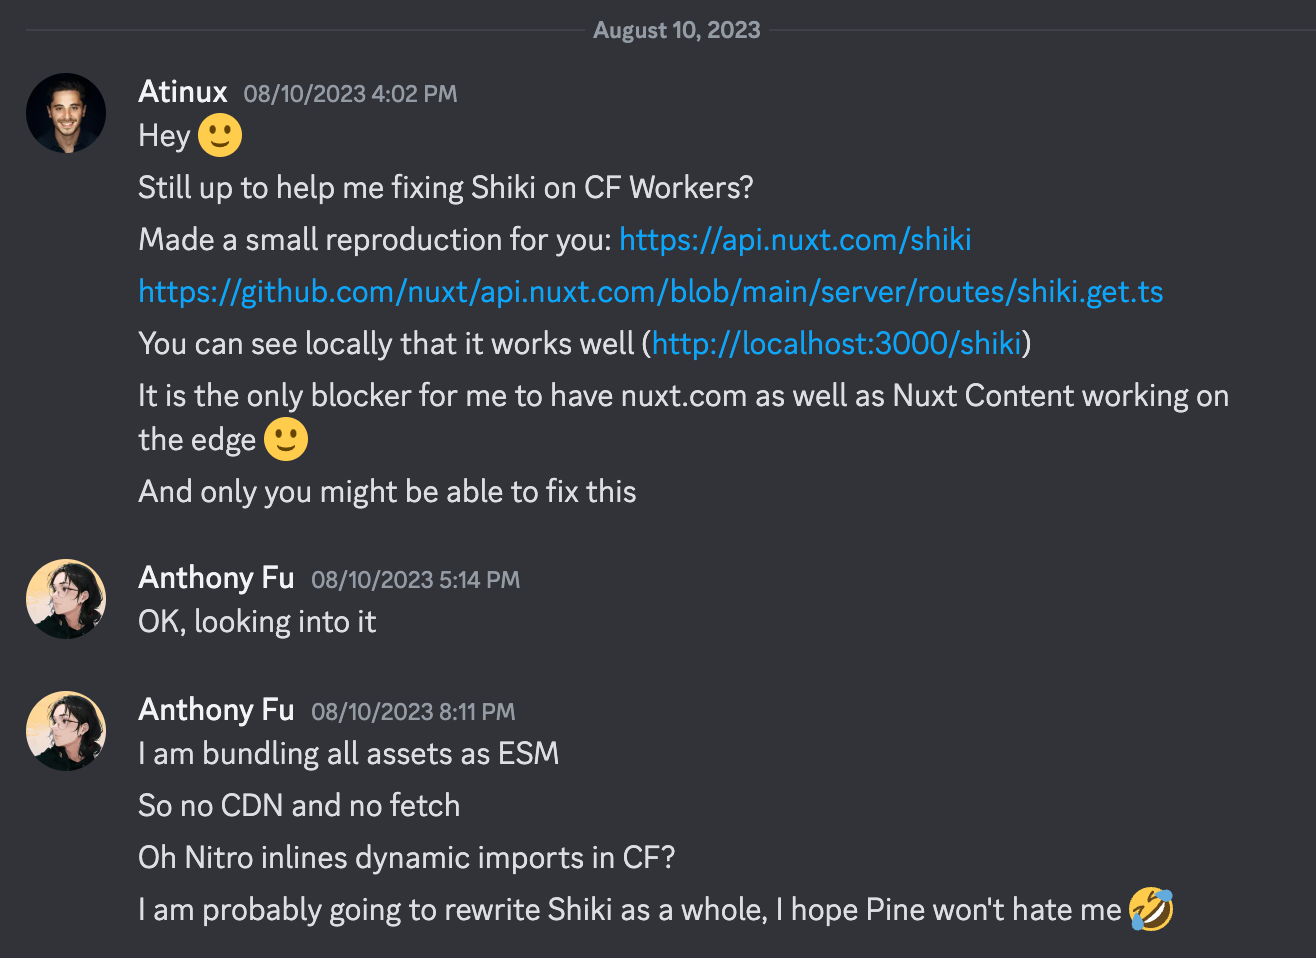 August 10, 2023
Atinux 08/10/2023 4:02 PM
Hey 🙂
Still up to help me fixing Shiki on CF Workers?
Made a small reproduction for you: https://api.nuxt.com/shiki
https://github.com/nuxt/api.nuxt.com/blob/main/server/routes/shiki.get.ts
You can see locally that it works well (http://localhost:3000/shiki)
It is the only blocker for me to have nuxt.com as well as Nuxt Content working on
the edge 🙂
And only you might be able to fix this
Anthony Fu 08/10/2023 5:14 PM
OK, looking into it
Anthony Fu 08/10/2023 8:11 PM
I am bundling all assets as ESM
So no CDN and no fetch
Oh Nitro inlines dynamic imports in CF?
I am probably going to rewrite Shiki as a whole, I hope Pine won't hate me 🤣